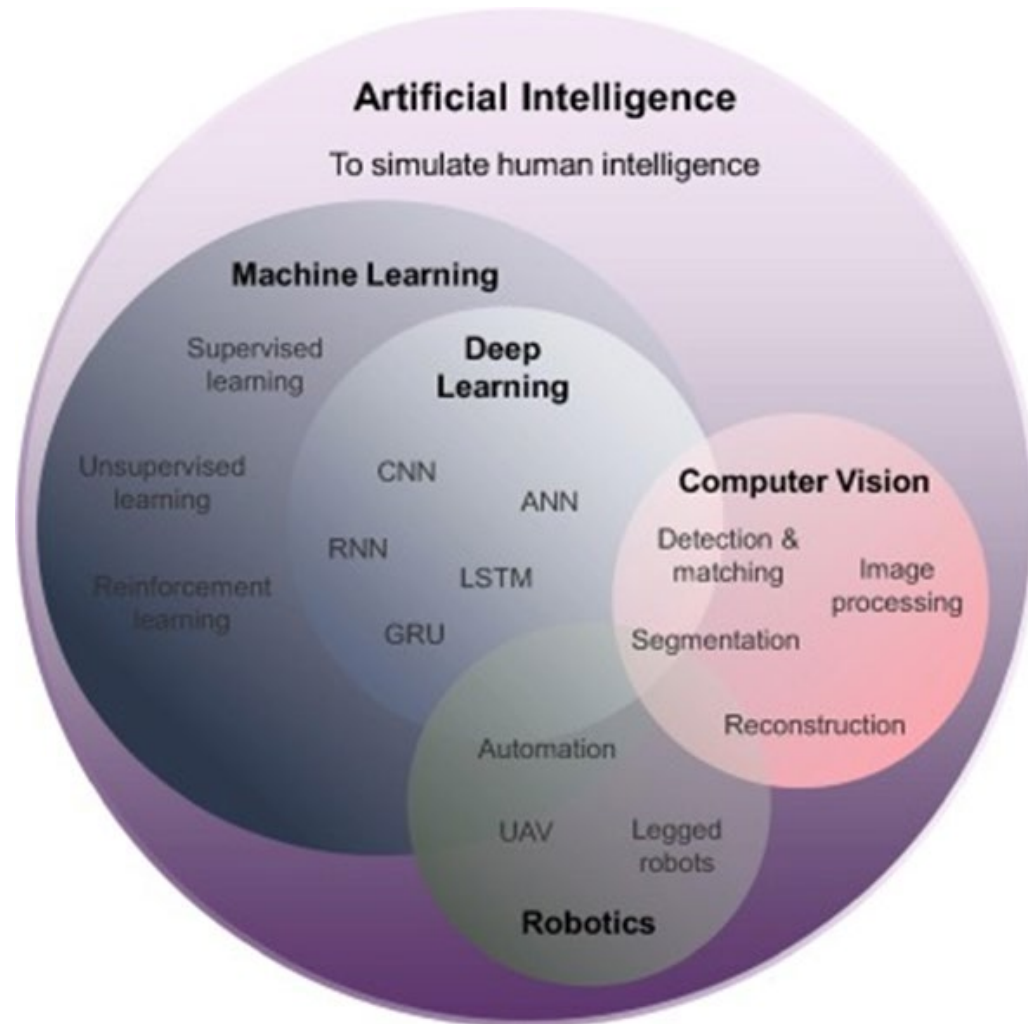 Artificial Intelligence
To simulate human intelligence
Machine Learning
Supervised
learning
Unsupervised
learning
Reinforcement
learning
Deep
Learning
CNN
ANN
RNN
LSTM
GRU
Computer Vision
Detection &
matching
Image
processing
Segmentation
Reconstruction
Automation
UAV
Legged
robots
Robotics